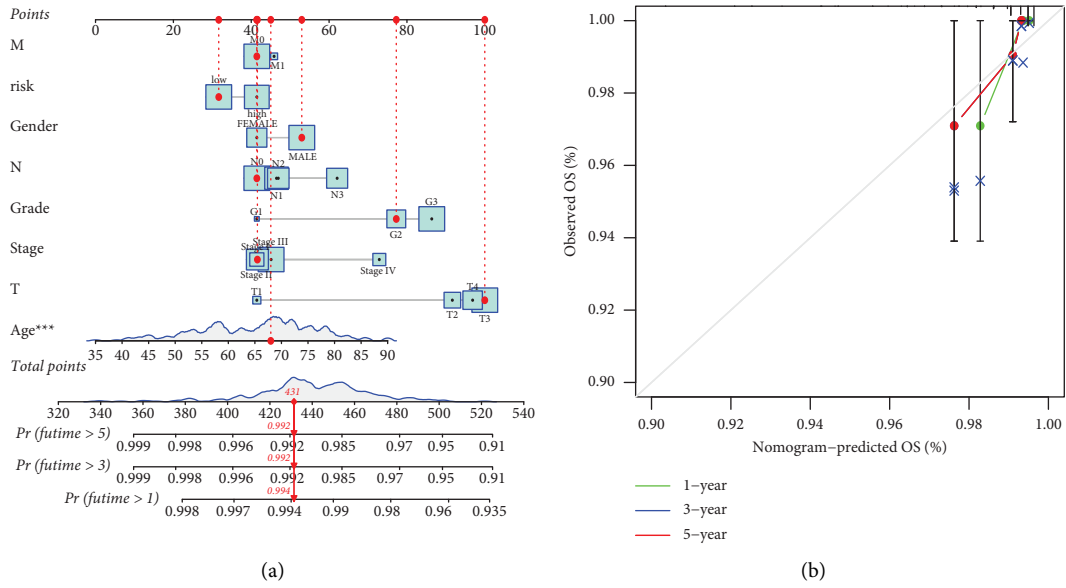 Points
0 20 40 60 80 100
M
M0
M1
risk
low
high
Gender
FEMALE
MALE
N
N0
N2
N1
N3
Grade
G1
G2
G3
Stage
Stage III
Stage II
Stage IV
T
T1
T2
T4
T3
Age***
35 40 45 50 55 60 65 70 75 80 85 90
Total points
431
320 360 380 400 420 440 460 480 500 520 540
0.992
Pr (futime > 5)
0.999 0.998 0.996 0.992 0.985 0.97 0.95 0.91
0.992
Pr (futime > 3)
0.999 0.998 0.996 0.992 0.985 0.97 0.95 0.91
0.994
Pr (futime > 1)
0.998 0.997 0.994 0.99 0.98 0.96 0.935
(a)
Observed OS (%)
1.00
0.98
0.96
0.94
0.92
0.90
0.90 0.92 0.94 0.96 0.98 1.00
Nomogram−predicted OS (%)
1−year
3−year
5−year
(b)